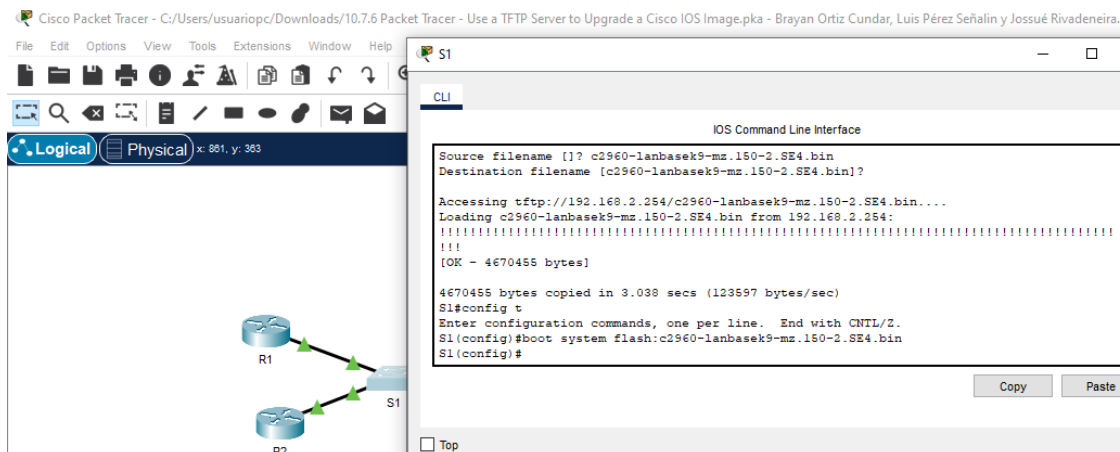 Cisco Packet Tracer - C:/Users/usuariopc/Downloads/10.7.6 Packet Tracer - Use a TFTP Server to Upgrade a Cisco IOS Image.pka - Brayan Ortiz Cundar, Luis Pérez Señalin y Jossué Rivadeneira.
File Edit Options View Tools Extensions Window Help
Logical
Physical
x: 861, y: 363
R1
S1
R2
S1
CLI
IOS Command Line Interface
Source filename []? c2960-lanbasek9-mz.150-2.SE4.bin
Destination filename [c2960-lanbasek9-mz.150-2.SE4.bin]?
Accessing tftp://192.168.2.254/c2960-lanbasek9-mz.150-2.SE4.bin....
Loading c2960-lanbasek9-mz.150-2.SE4.bin from 192.168.2.254:
!!!!!!!!!!!!!!!!!!!!!!!!!!!!!!!!!!!!!!!!!!!!!!!!!!!!!!!!!!!!!!!!!!!!!!!!!!!!!!!!!!!!!!!!!
!!!
[OK - 4670455 bytes]
4670455 bytes copied in 3.038 secs (123597 bytes/sec)
S1#config t
Enter configuration commands, one per line. End with CNTL/Z.
S1(config)#boot system flash:c2960-lanbasek9-mz.150-2.SE4.bin
S1(config)#
Copy
Paste
Top